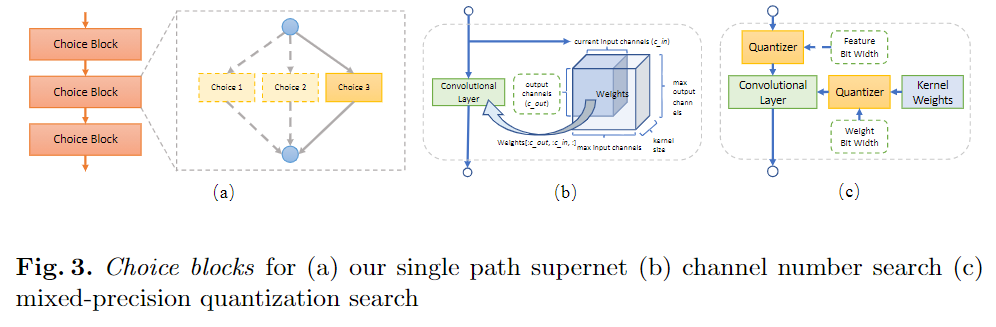 Choice Block
Choice Block
Choice Block
Choice 1
Choice 2
Choice 3
(a)
current input channels (c_in)
Convolutional
Layer
output
channels
(c_out)
Weights
max
output
chann
els
Weights[:c_out, :c_in, :]
max input channels
kernel
size
(b)
Quantizer
Feature
Bit Width
Convolutional
Layer
Quantizer
Kernel
Weights
Weight
Bit Width
(c)
Fig. 3. Choice blocks for (a) our single path supernet (b) channel number search (c)
mixed-precision quantization search